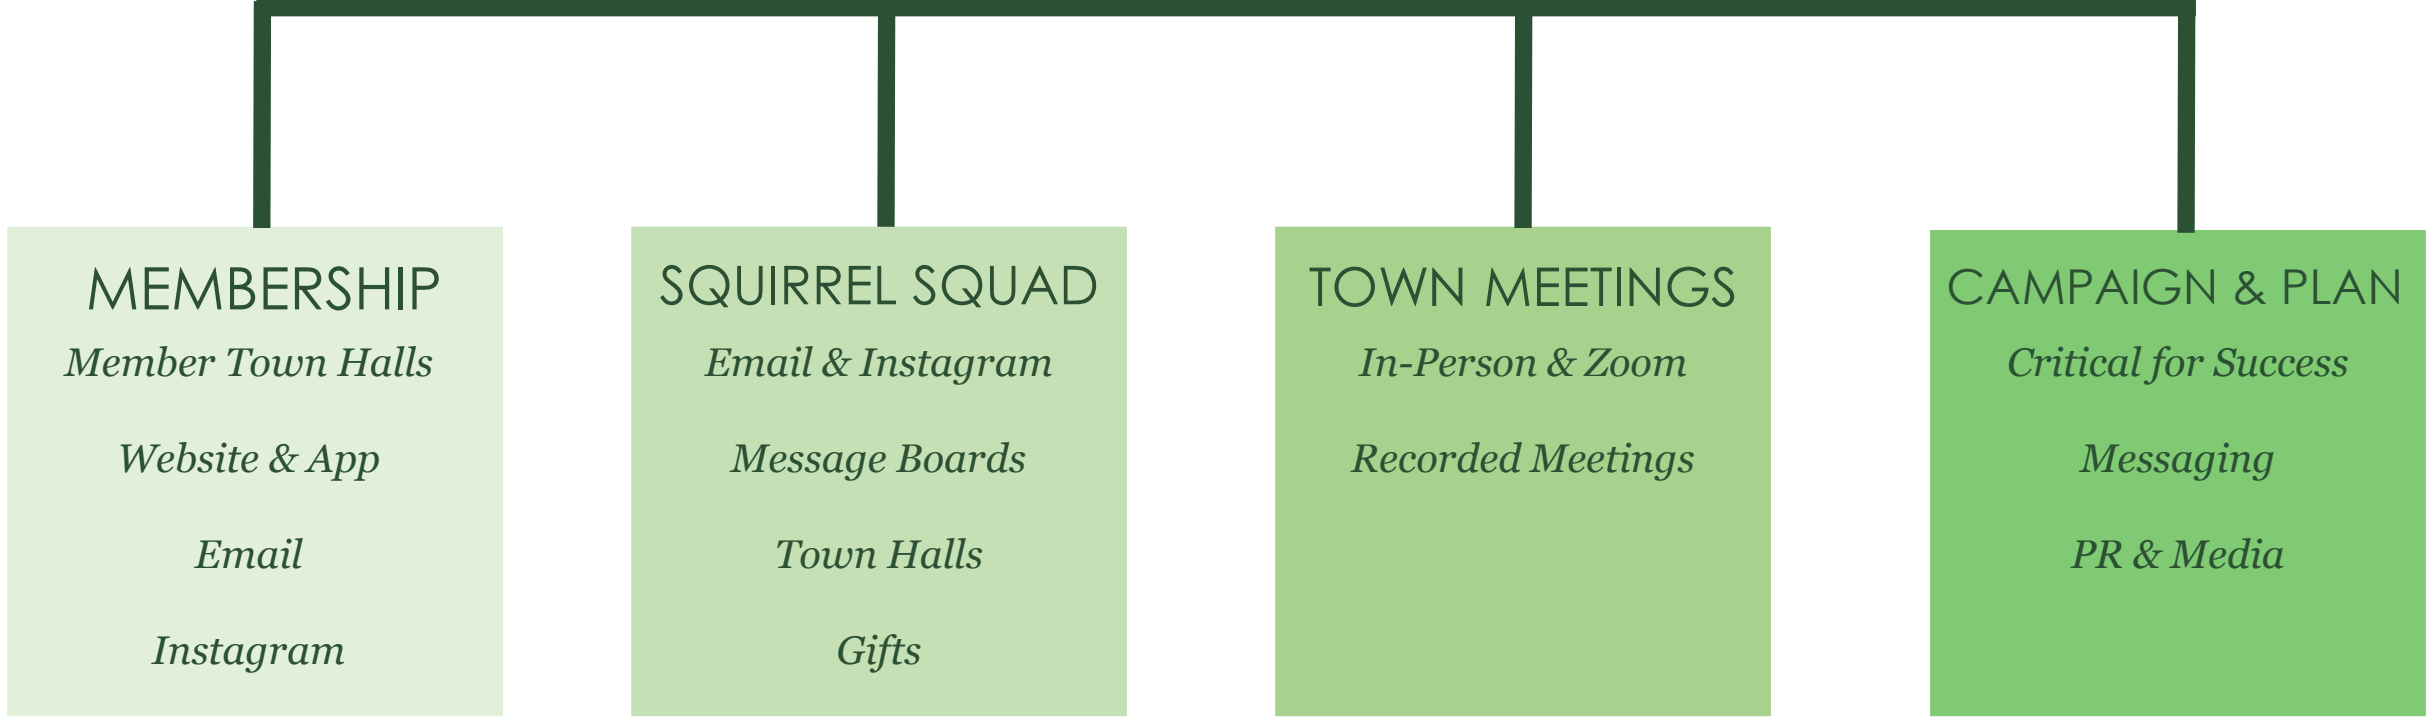 MEMBERSHIP
Member Town Halls
Website & App
Email
Instagram
SQUIRREL SQUAD
Email & Instagram
Message Boards
Town Halls
Gifts
TOWN MEETINGS
In-Person & Zoom
Recorded Meetings
CAMPAIGN & PLAN
Critical for Success
Messaging
PR & Media